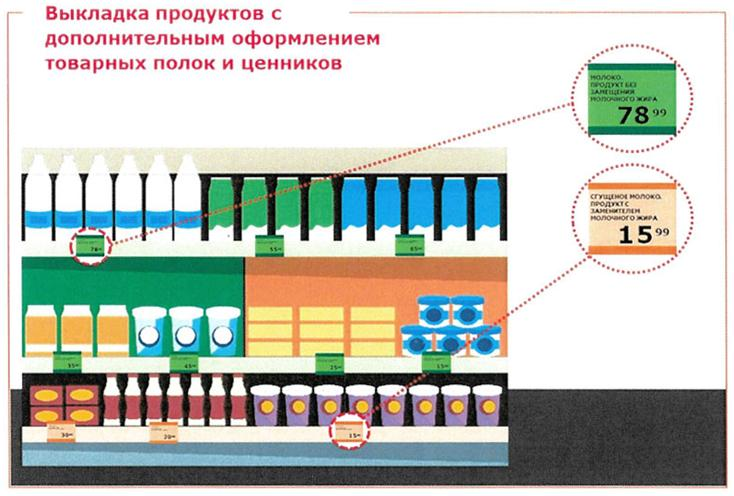 Выкладка продуктов с
дополнительным оформлением
товарных полок и ценников
МОЛОКО.
ПРОДУКТ БЕЗ
ЗАМЕЩЕНИЯ
МОЛОЧНОГО ЖИРА
78 99
СГУЩЕНОЕ МОЛОКО.
ПРОДУКТ С
ЗАМЕНИТЕЛЕМ
МОЛОЧНОГО ЖИРА
15 99